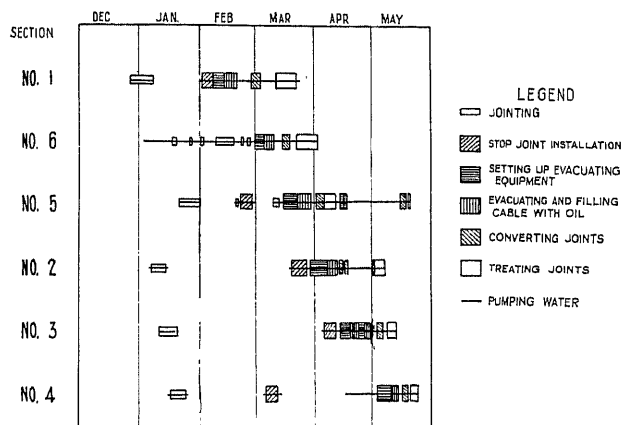 DEC JAN. FEB MAR APR MAY
SECTION
NO. 1
NO. 6
NO. 5
NO. 2
NO. 3
NO. 4
LEGEND
JOINTING
STOP JOINT INSTALLATION
SETTING UP EVACUATING
EQUIPMENT
EVACUATING AND FILLING
CABLE WITH OIL
CONVERTING JOINTS
TREATING JOINTS
PUMPING WATER